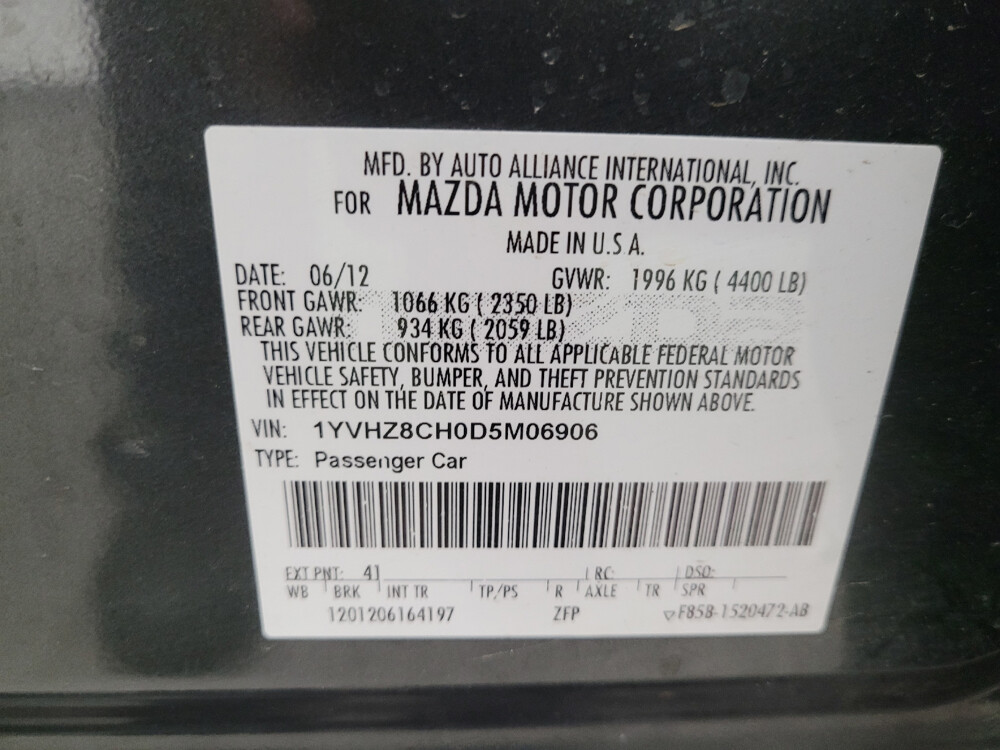 MFD. BY AUTO ALLIANCE INTERNATIONAL, INC.
FOR MAZDA MOTOR CORPORATION
MADE IN U.S.A.
DATE: 06/12 GVWR: 1996 KG ( 4400 LB)
FRONT GAWR: 1066 KG ( 2350 LB)
REAR GAWR: 934 KG ( 2059 LB)
THIS VEHICLE CONFORMS TO ALL APPLICABLE FEDERAL MOTOR
VEHICLE SAFETY, BUMPER, AND THEFT PREVENTION STANDARDS
IN EFFECT ON THE DATE OF MANUFACTURE SHOWN ABOVE.
VIN: 1YVHZ8CH0D5M06906
TYPE: Passenger Car
EXT PNT: 41 RC: DSO:
WB BRK INT TR TP/PS R AXLE TR SPR
1201206164197 ZFP F85B-1520472-AB